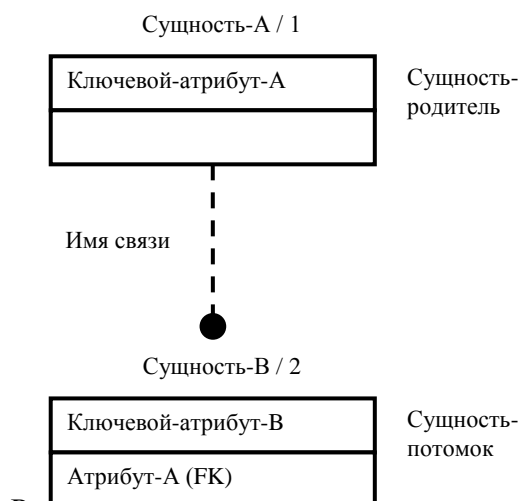 Сущность-A / 1
Ключевой-атрибут-A
Сущность-
родитель
Имя связи
Сущность-B / 2
Ключевой-атрибут-B
Сущность-
потомок
Атрибут-A (FK)